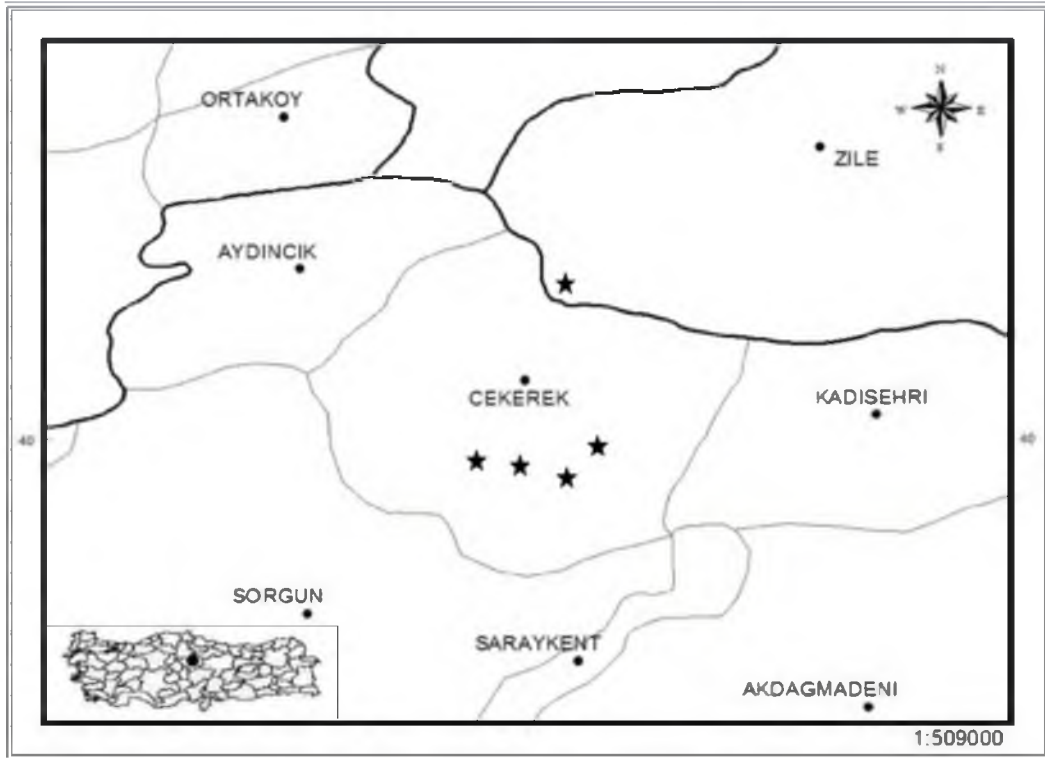 N
ORTAKOY
W E
S
ZILE
AYDINCIK
CEKEREK
KADISEHRI
40 40
SORGUN
SARAYKENT
AKDAGMADENI
1:509000